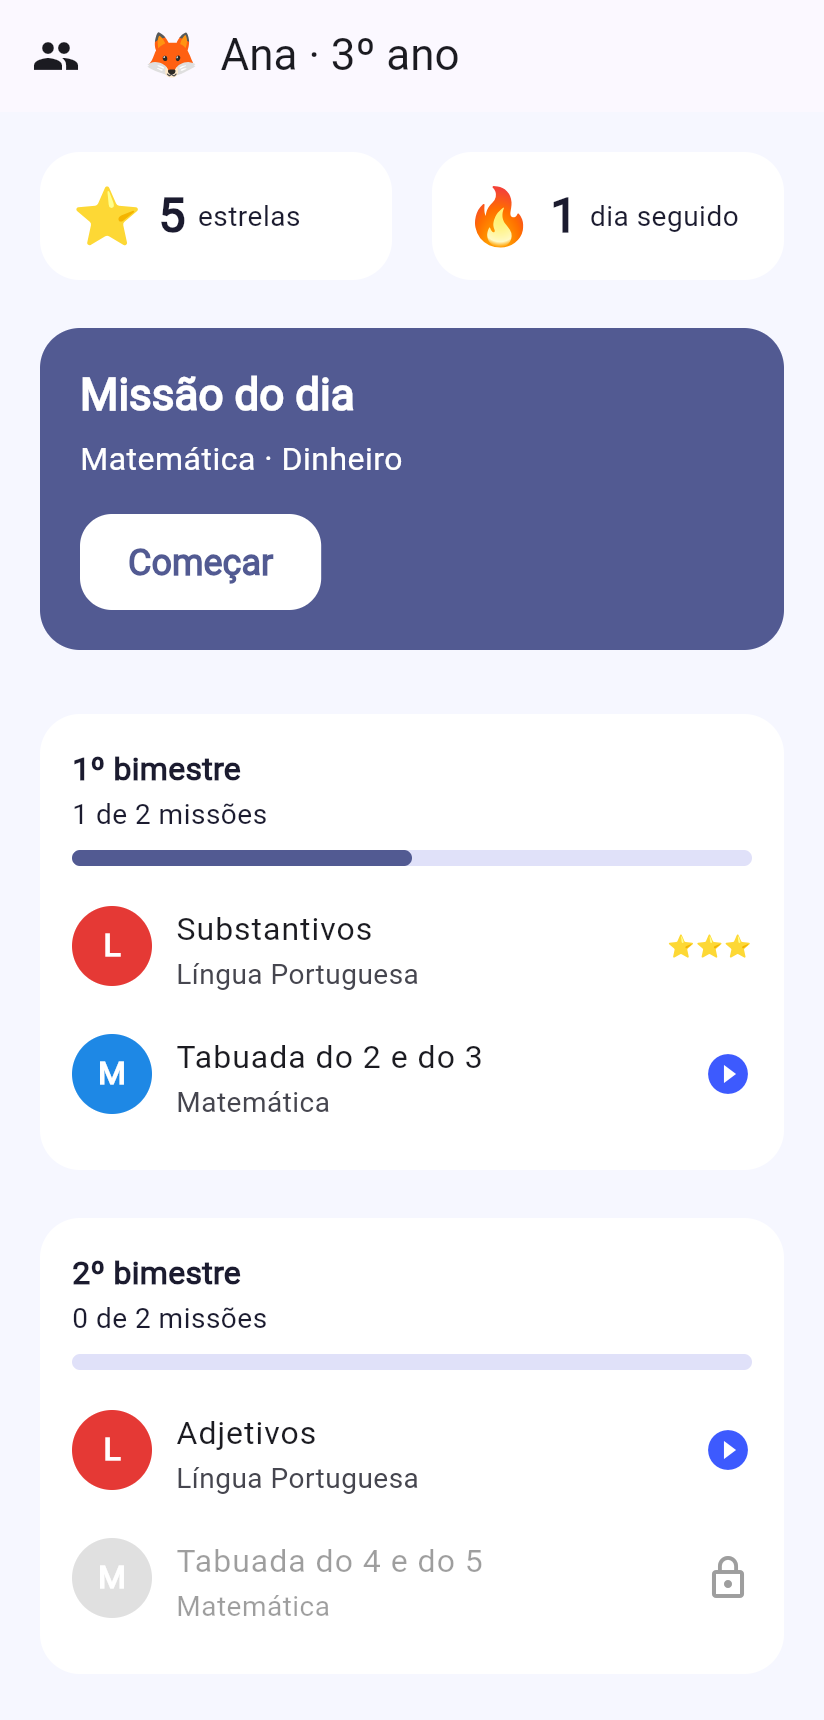 Ana · 3º ano
5 estrelas
1 dia seguido
Missão do dia
Matemática · Dinheiro
Começar
1º bimestre
1 de 2 missões
L
Substantivos
Língua Portuguesa
M
Tabuada do 2 e do 3
Matemática
2º bimestre
0 de 2 missões
L
Adjetivos
Língua Portuguesa
M
Tabuada do 4 e do 5
Matemática